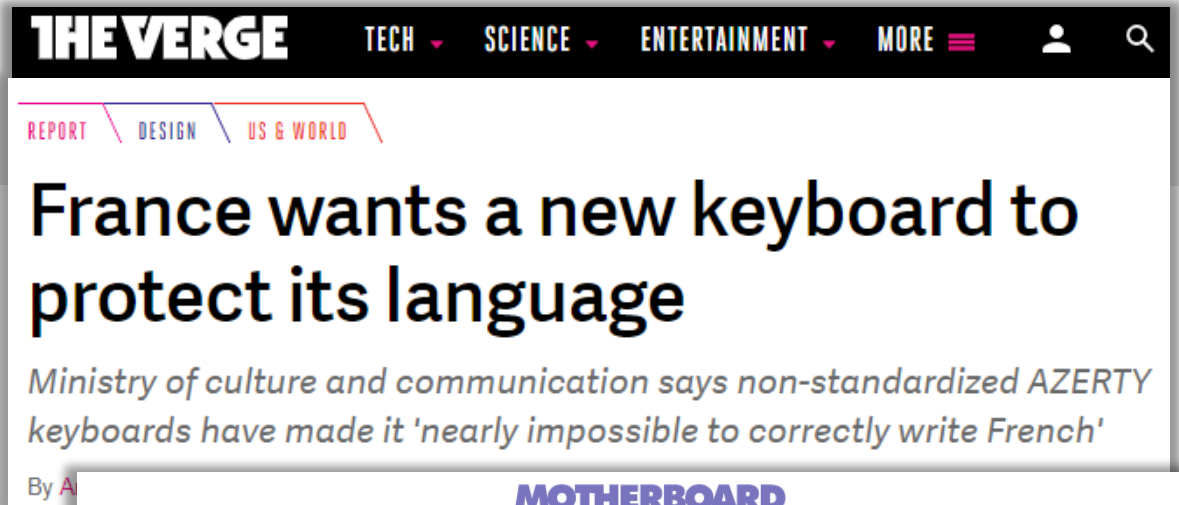 THE VERGE TECH SCIENCE ENTERTAINMENT MORE
REPORT DESIGN US & WORLD
France wants a new keyboard to
protect its language
Ministry of culture and communication says non-standardized AZERTY
keyboards have made it 'nearly impossible to correctly write French'
By
MOTHERBOARD